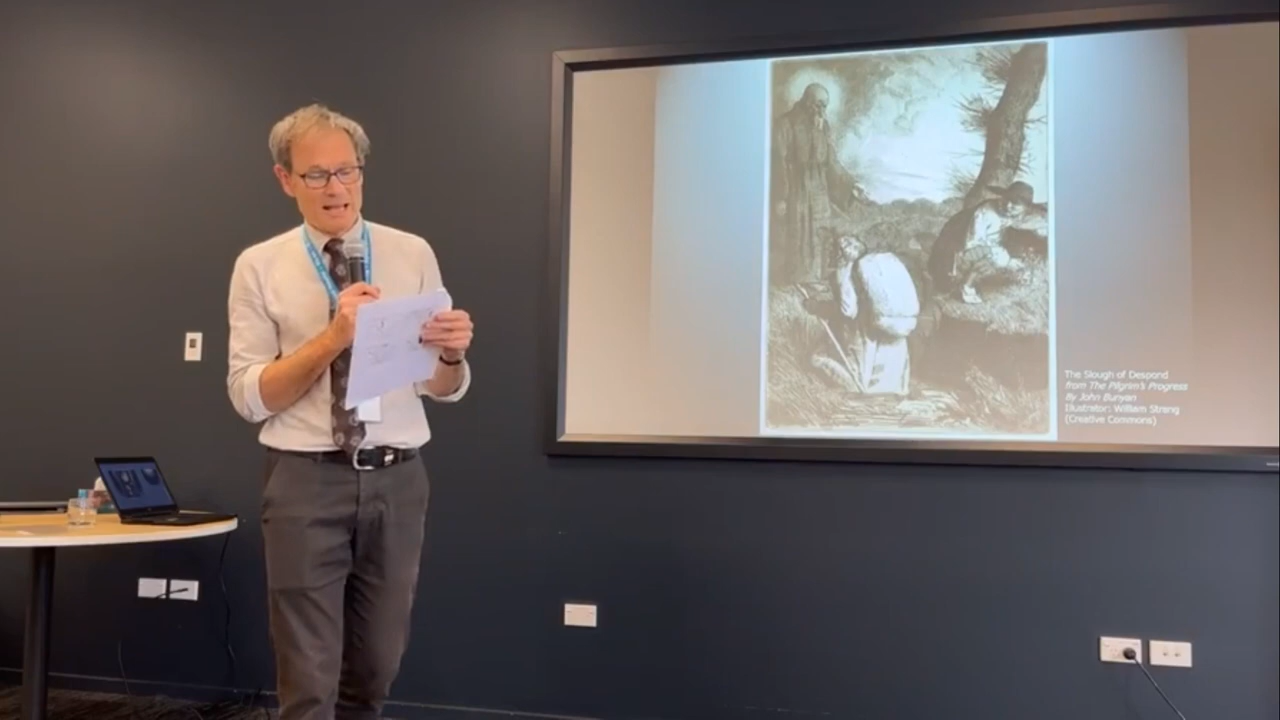 The Slough of Despond
from The Pilgrim's Progress
By John Bunyan
Illustrator: William Strang
(Creative Commons)